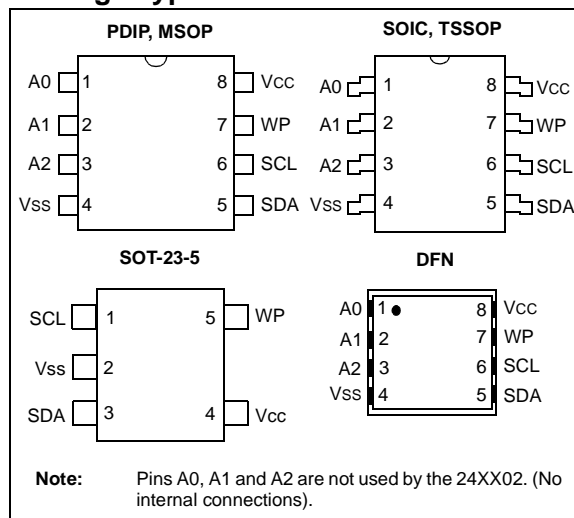 PDIP, MSOP
A0 1 8 VCC
A1 2 7 WP
A2 3 6 SCL
VSS 4 5 SDA
SOIC, TSSOP
A0 1 8 VCC
A1 2 7 WP
A2 3 6 SCL
VSS 4 5 SDA
SOT-23-5
SCL 1 5 WP
Vss 2
SDA 3 4 Vcc
DFN
A0 1 8 VCC
A1 2 7 WP
A2 3 6 SCL
VSS 4 5 SDA
Note: Pins A0, A1 and A2 are not used by the 24XX02. (No
internal connections).